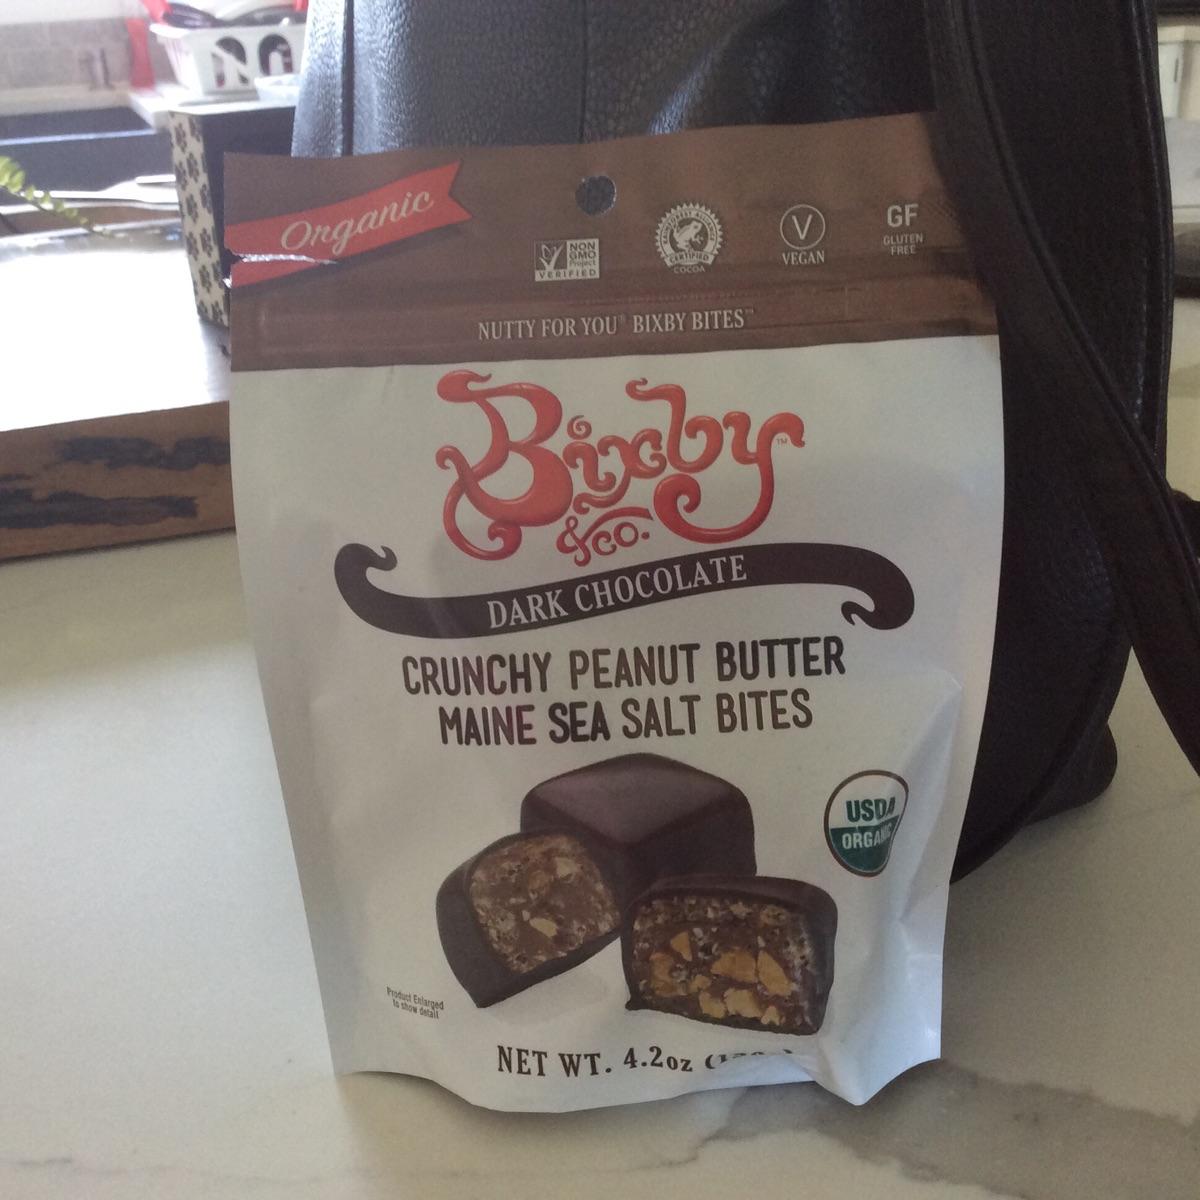 Organic
NON
GMO
Project
VERIFIED
CERTIFIED
COCOA
V
VEGAN
GF
GLUTEN
FREE
NUTTY FOR YOU® BIXBY BITES™
Bixby™
&co.
DARK CHOCOLATE
CRUNCHY PEANUT BUTTER
MAINE SEA SALT BITES
USDA
ORGANIC
Product Enlarged
to show detail
NET WT. 4.2oz